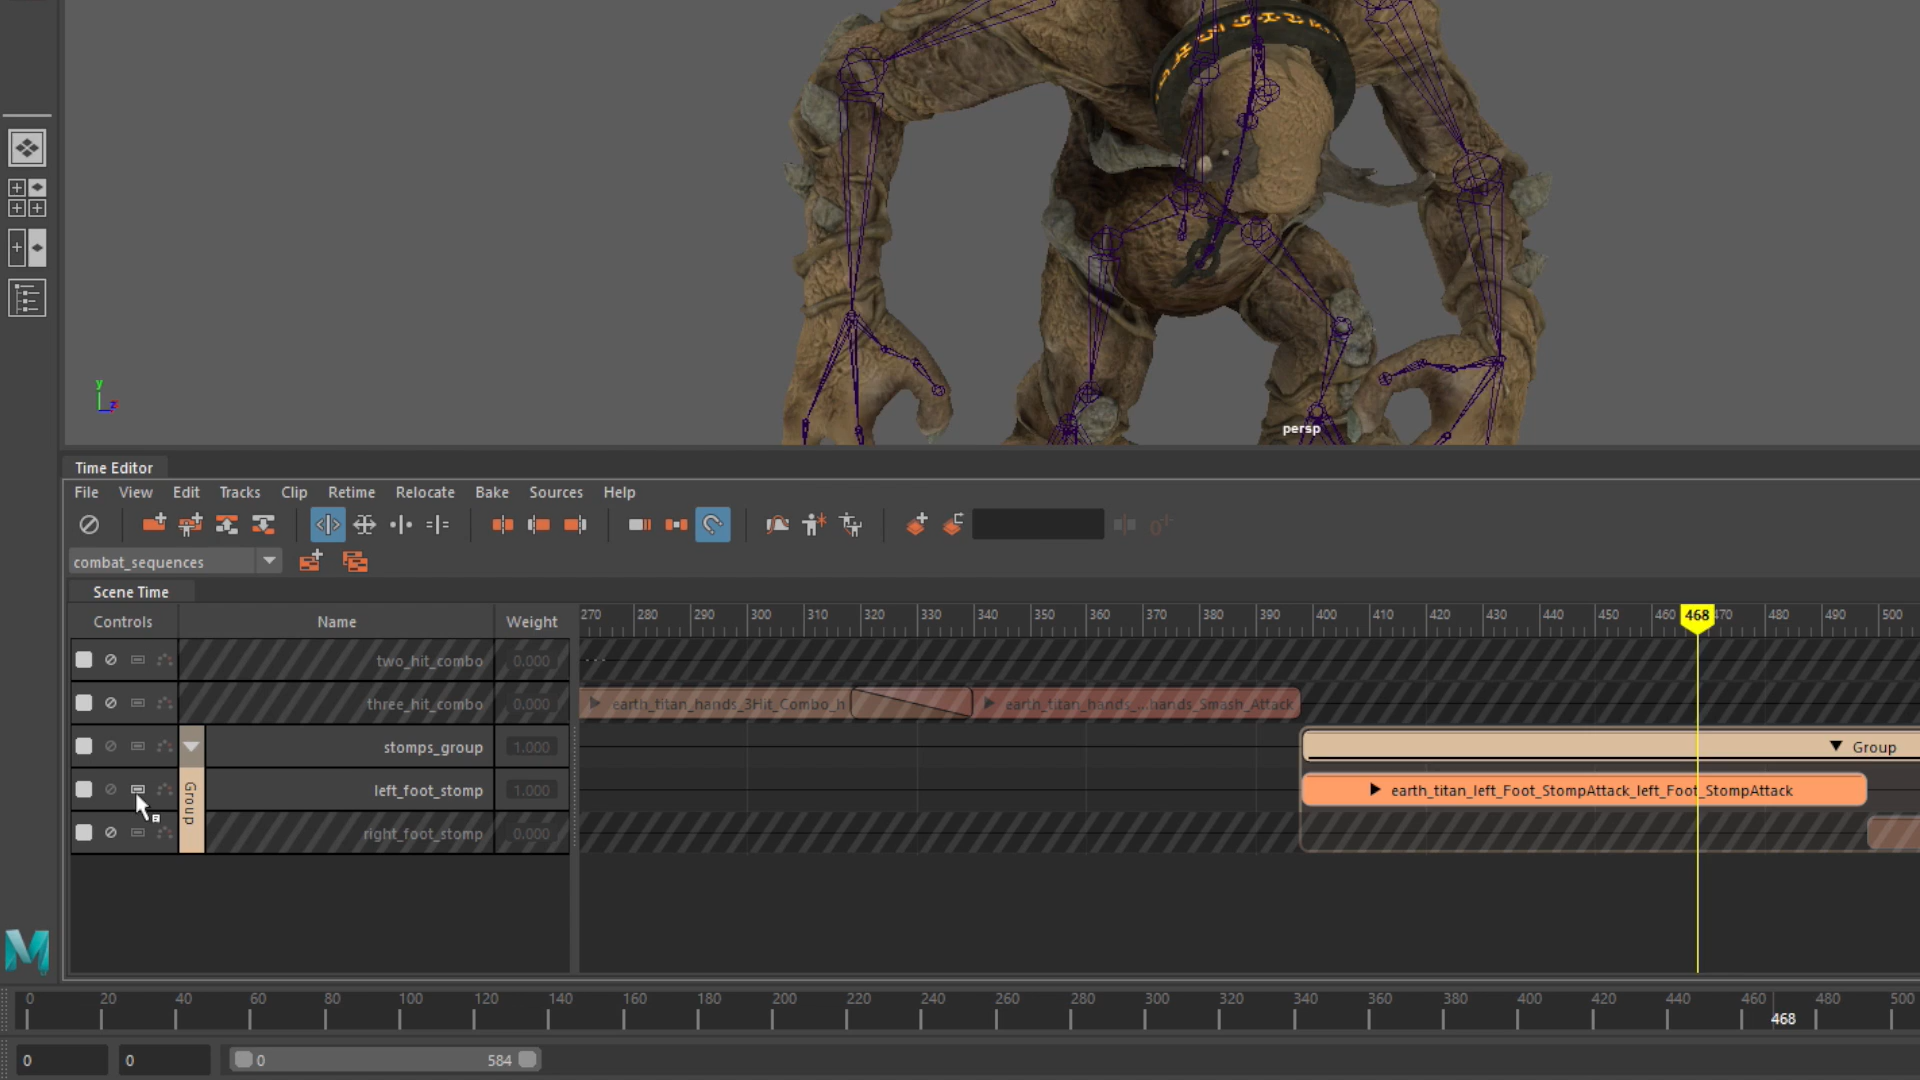 y
z
persp
Time Editor
File View Edit Tracks Clip Retime Relocate Bake Sources Help
combat_sequences
Scene Time
Controls Name Weight
270 280 290 300 310 320 330 340 350 360 370 380 390 400 410 420 430 440 450 460 468 470 480 490 500
two_hit_combo 0.000
three_hit_combo 0.000 earth_titan_hands_3Hit_Combo_h earth_titan_hands_...hands_Smash_Attack
stomps_group 1.000 Group
left_foot_stomp 1.000 earth_titan_left_Foot_StompAttack_left_Foot_StompAttack
Group
right_foot_stomp 0.000
0 20 40 60 80 100 120 140 160 180 200 220 240 260 280 300 320 340 360 380 400 420 440 460 480 500
468
0 0 0 584